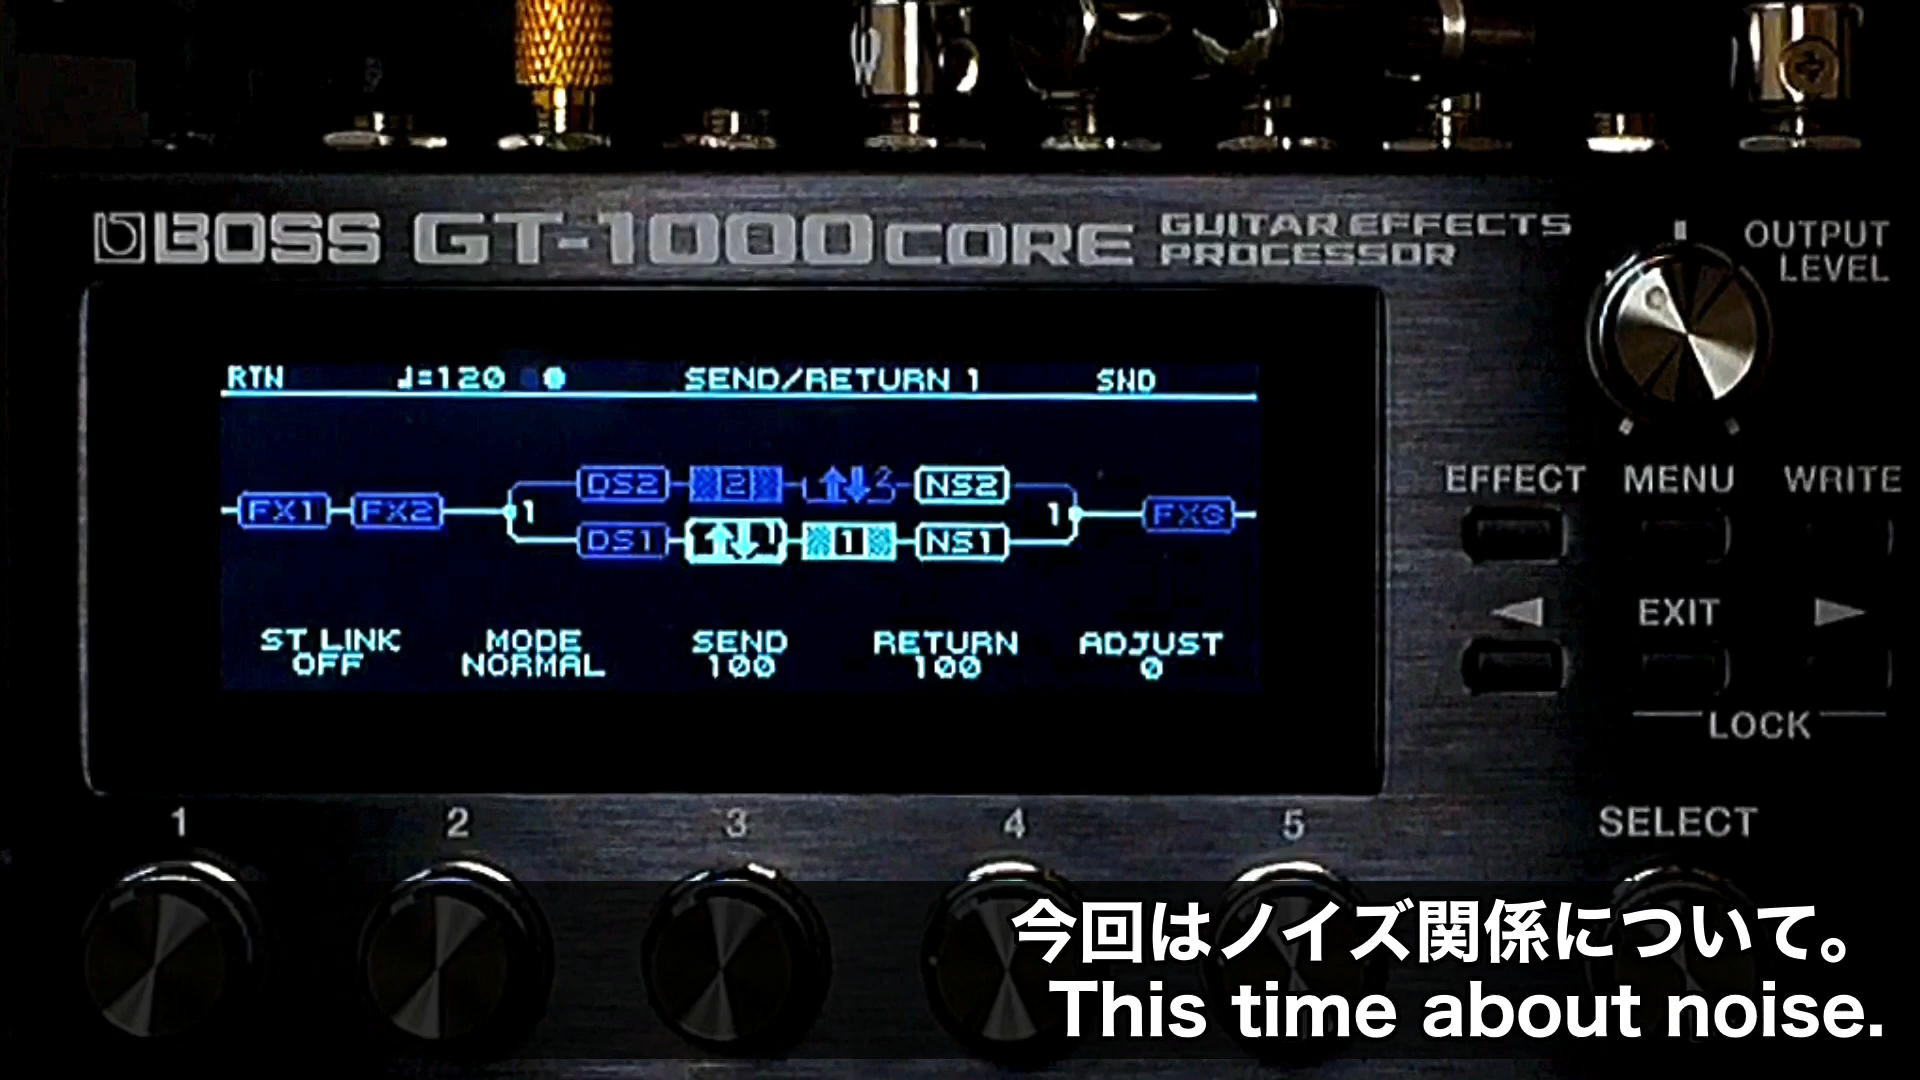 BOSS GT-1000CORE GUITAR EFFECTS
PROCESSOR
OUTPUT
LEVEL
RTN ♩=120 SEND/RETURN 1 SND
DS2 2 NS2
FX1 FX2 1 1 FX3
DS1 1 NS1
ST LINK MODE SEND RETURN ADJUST
OFF NORMAL 100 100 0
EFFECT MENU WRITE
EXIT
LOCK
1 2 3 4 5 SELECT
今回はノイズ関係について。
This time about noise.